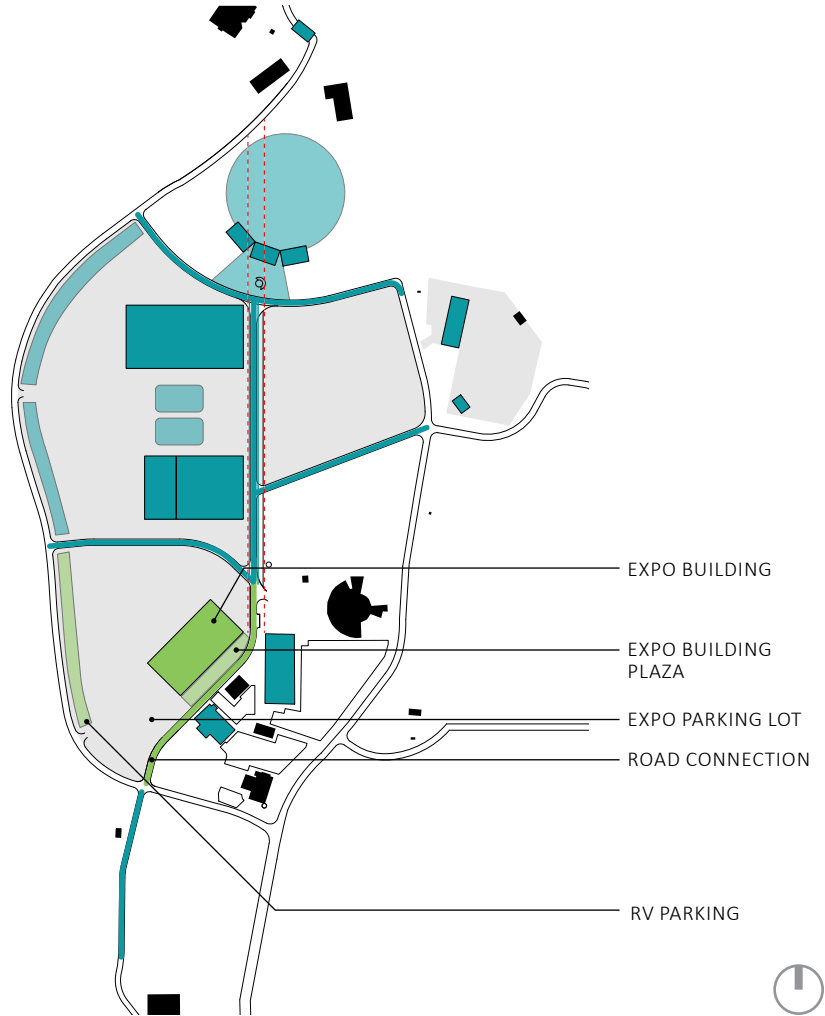 EXPO BUILDING
EXPO BUILDING
PLAZA
EXPO PARKING LOT
ROAD CONNECTION
RV PARKING